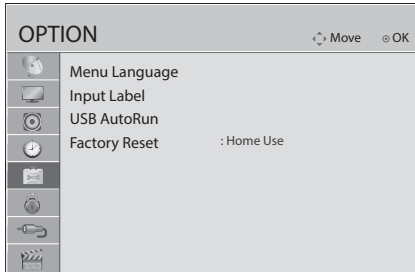 OPTION
Move OK
Menu Language
Input Label
USB AutoRun
Factory Reset : Home Use